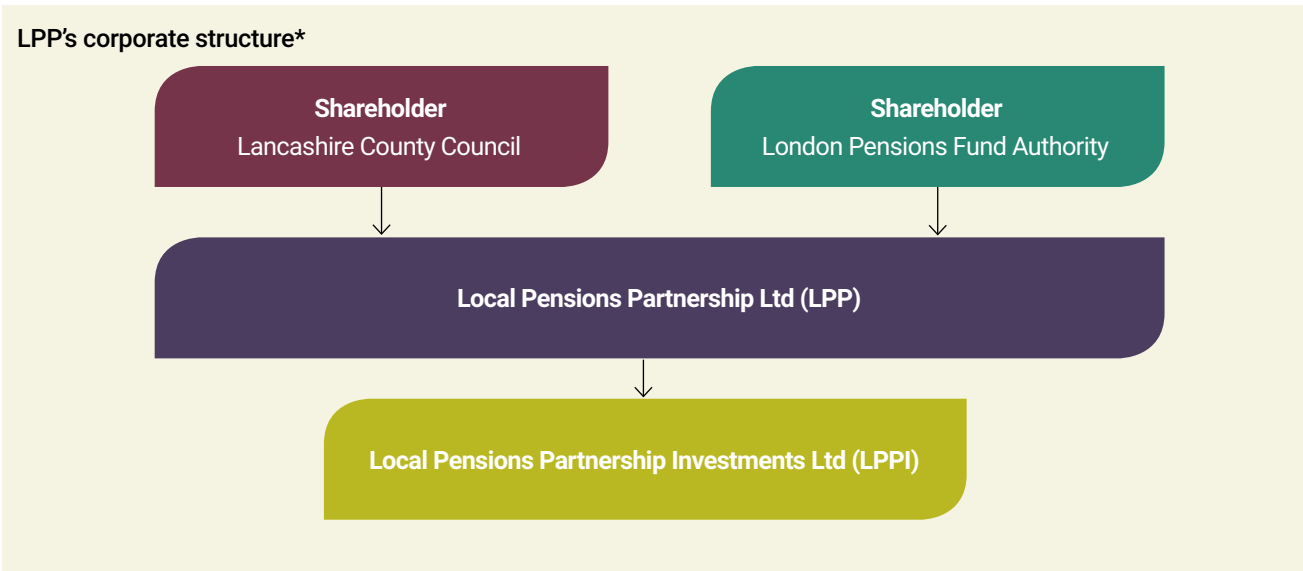 LPP’s corporate structure*
Shareholder
Lancashire County Council
Shareholder
London Pensions Fund Authority
Local Pensions Partnership Ltd (LPP)
Local Pensions Partnership Investments Ltd (LPPI)